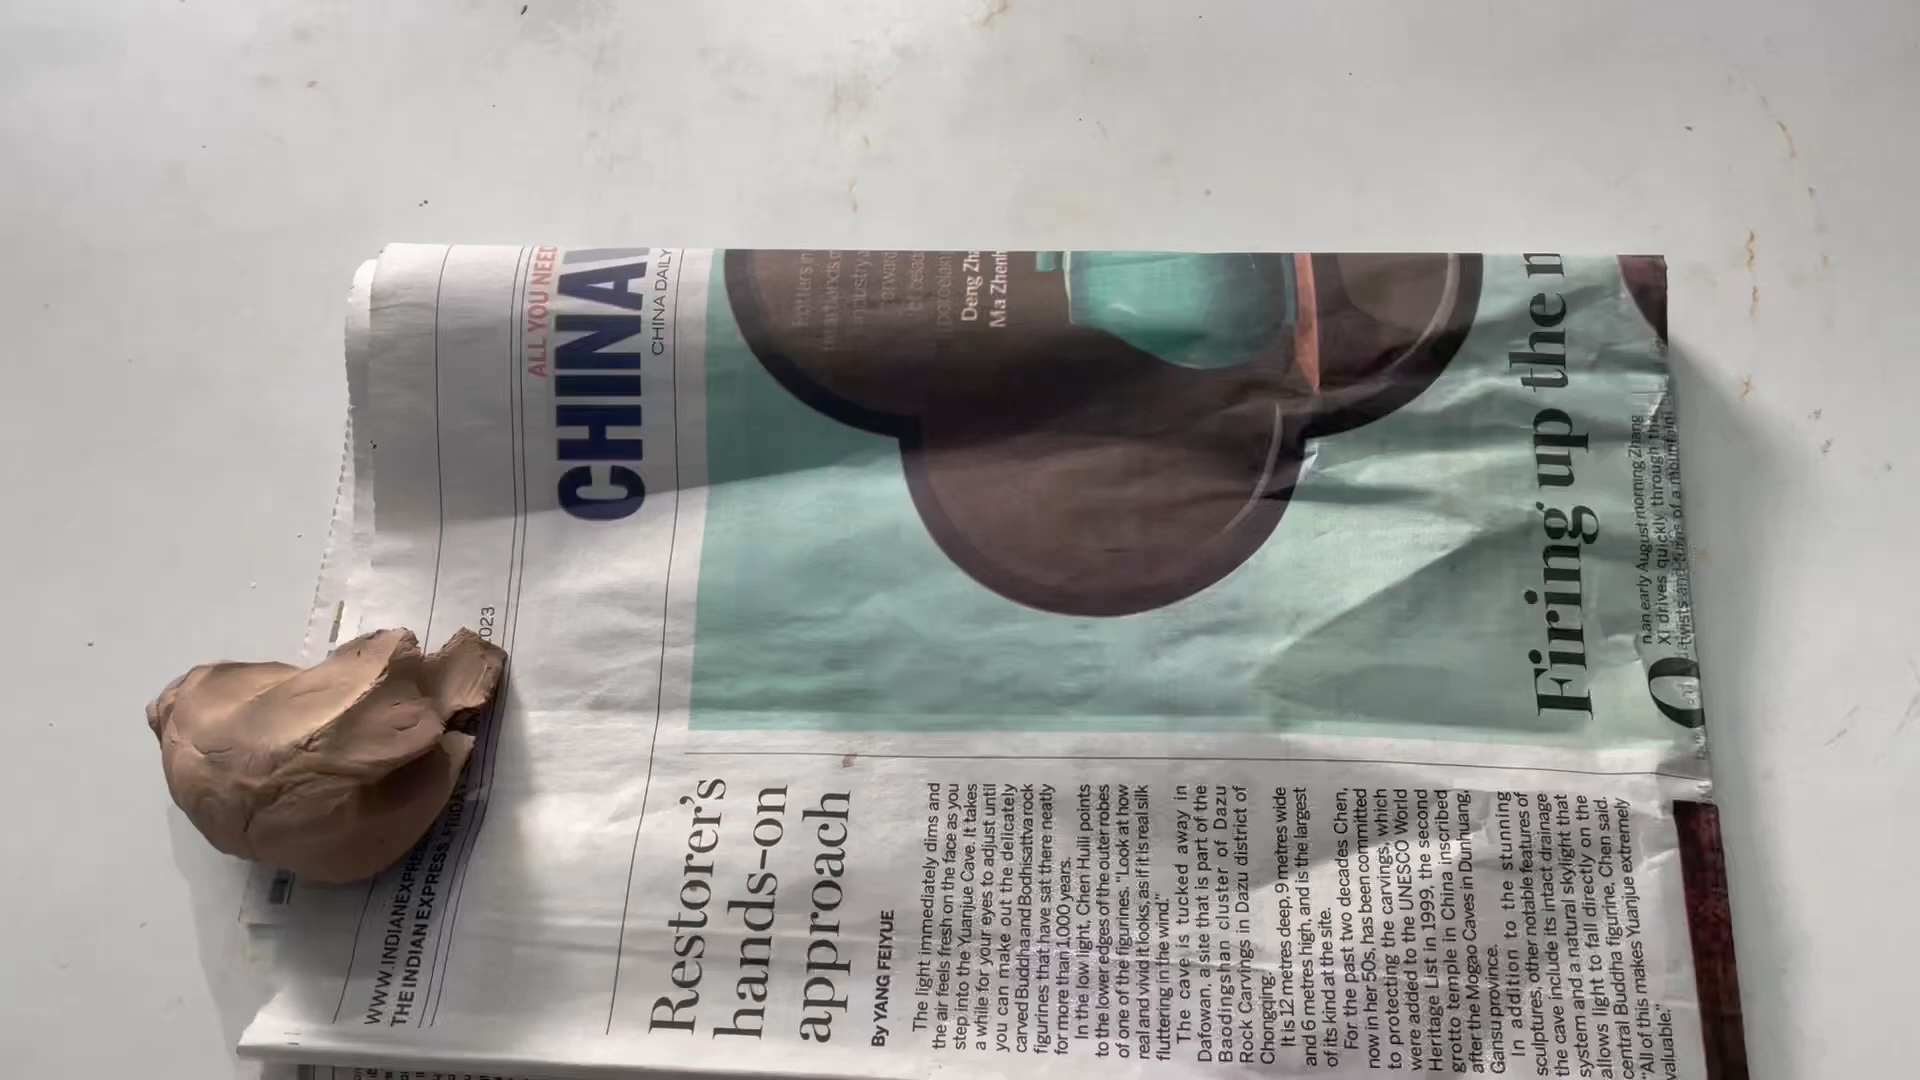 WWW.INDIANEXPRE
THE INDIAN EXPRESS
023
ALL YOU NEED
CHINA
CHINA DAILY
Deng Zh
Ma Zhenh
Firing up the
n an early August morning Zhang
Xi drives quickly through the
twists and turns of a mountain
O
Restorer's
hands-on
approach
By YANG FEIYUE
The light immediately dims and
the air feels fresh on the face as you
step into the Yuanjue Cave. It takes
a while for your eyes to adjust until
you can make out the delicately
carved Buddha and Bodhisattva rock
figurines that have sat there neatly
for more than 1,000 years.
In the low light, Chen Huili points
to the lower edges of the outer robes
of one of the figurines. "Look at how
real and vivid it looks, as if it is real silk
fluttering in the wind."
The cave is tucked away in
Dafowan, a site that is part of the
Baodingshan cluster of Dazu
Rock Carvings in Dazu district of
Chongqing.
It is 12 metres deep, 9 metres wide
and 6 metres high, and is the largest
of its kind at the site.
For the past two decades Chen,
now in her 50s, has been committed
to protecting the carvings, which
were added to the UNESCO World
Heritage List in 1999, the second
grotto temple in China inscribed
after the Mogao Caves in Dunhuang,
Gansu province.
In addition to the stunning
sculptures, other notable features of
the cave include its intact drainage
system and a natural skylight that
allows light to fall directly on the
central Buddha figurine, Chen said.
"All of this makes Yuanjue extremely
valuable."